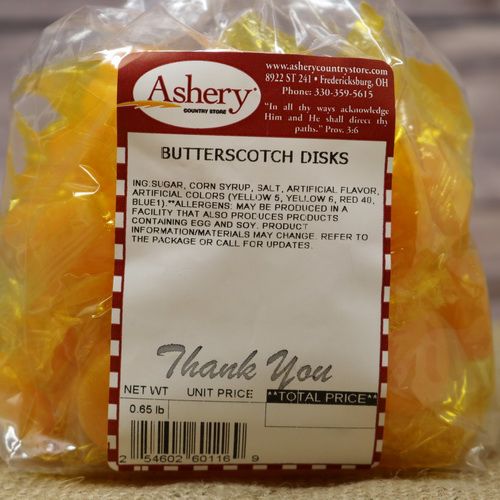 Ashery®
COUNTRY STORE
www.asherycountrystore.com
8922 ST 241 • Fredericksburg, OH
Phone: 330-359-5615
"In all thy ways acknowledge
Him and He shall direct thy
paths." Prov. 3:6
BUTTERSCOTCH DISKS
ING:SUGAR, CORN SYRUP, SALT, ARTIFICIAL FLAVOR,
ARTIFICIAL COLORS (YELLOW 5, YELLOW 6, RED 40,
BLUE1).**ALLERGENS: MAY BE PRODUCED IN A
FACILITY THAT ALSO PRODUCES PRODUCTS
CONTAINING EGG AND SOY. PRODUCT
INFORMATION/MATERIALS MAY CHANGE. REFER TO
THE PACKAGE OR CALL FOR UPDATES.
Thank You
NET WT UNIT PRICE **TOTAL PRICE**
0.65 lb
2 54602 60116 9